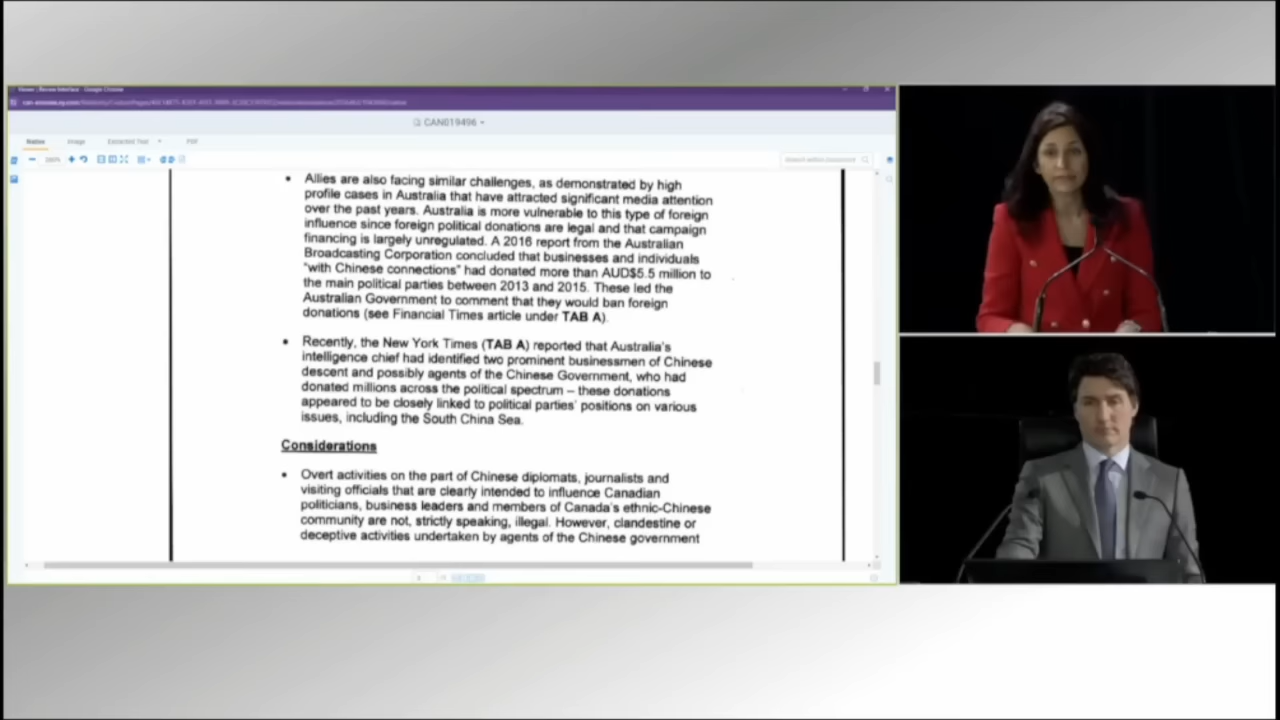 Viewer | Review Interface - Google Chrome
CAN019496
Native Image Extracted Text PDF
Allies are also facing similar challenges, as demonstrated by high
profile cases in Australia that have attracted significant media attention
over the past years. Australia is more vulnerable to this type of foreign
influence since foreign political donations are legal and that campaign
financing is largely unregulated. A 2016 report from the Australian
Broadcasting Corporation concluded that businesses and individuals
"with Chinese connections" had donated more than AUD$5.5 million to
the main political parties between 2013 and 2015. These led the
Australian Government to comment that they would ban foreign
donations (see Financial Times article under TAB A).
Recently, the New York Times (TAB A) reported that Australia's
intelligence chief had identified two prominent businessmen of Chinese
descent and possibly agents of the Chinese Government, who had
donated millions across the political spectrum – these donations
appeared to be closely linked to political parties' positions on various
issues, including the South China Sea.
Considerations
Overt activities on the part of Chinese diplomats, journalists and
visiting officials that are clearly intended to influence Canadian
politicians, business leaders and members of Canada's ethnic-Chinese
community are not, strictly speaking, illegal. However, clandestine or
deceptive activities undertaken by agents of the Chinese government